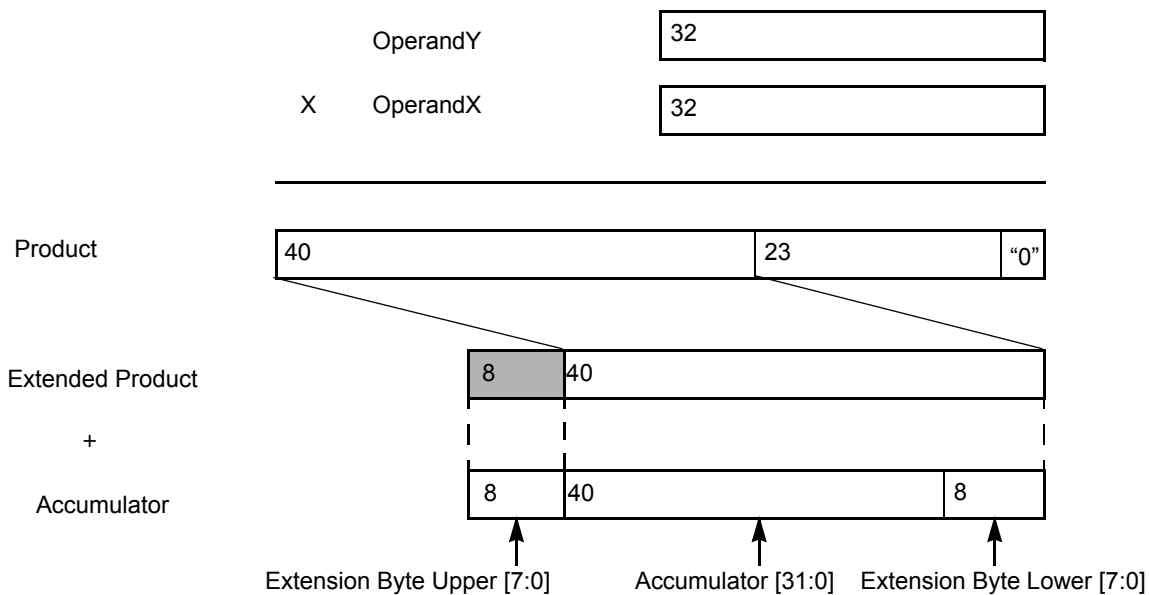 OperandY 32
X OperandX 32
Product 40 23 “0”
Extended Product 8 40
+
Accumulator 8 40 8
Extension Byte Upper [7:0] Accumulator [31:0] Extension Byte Lower [7:0]